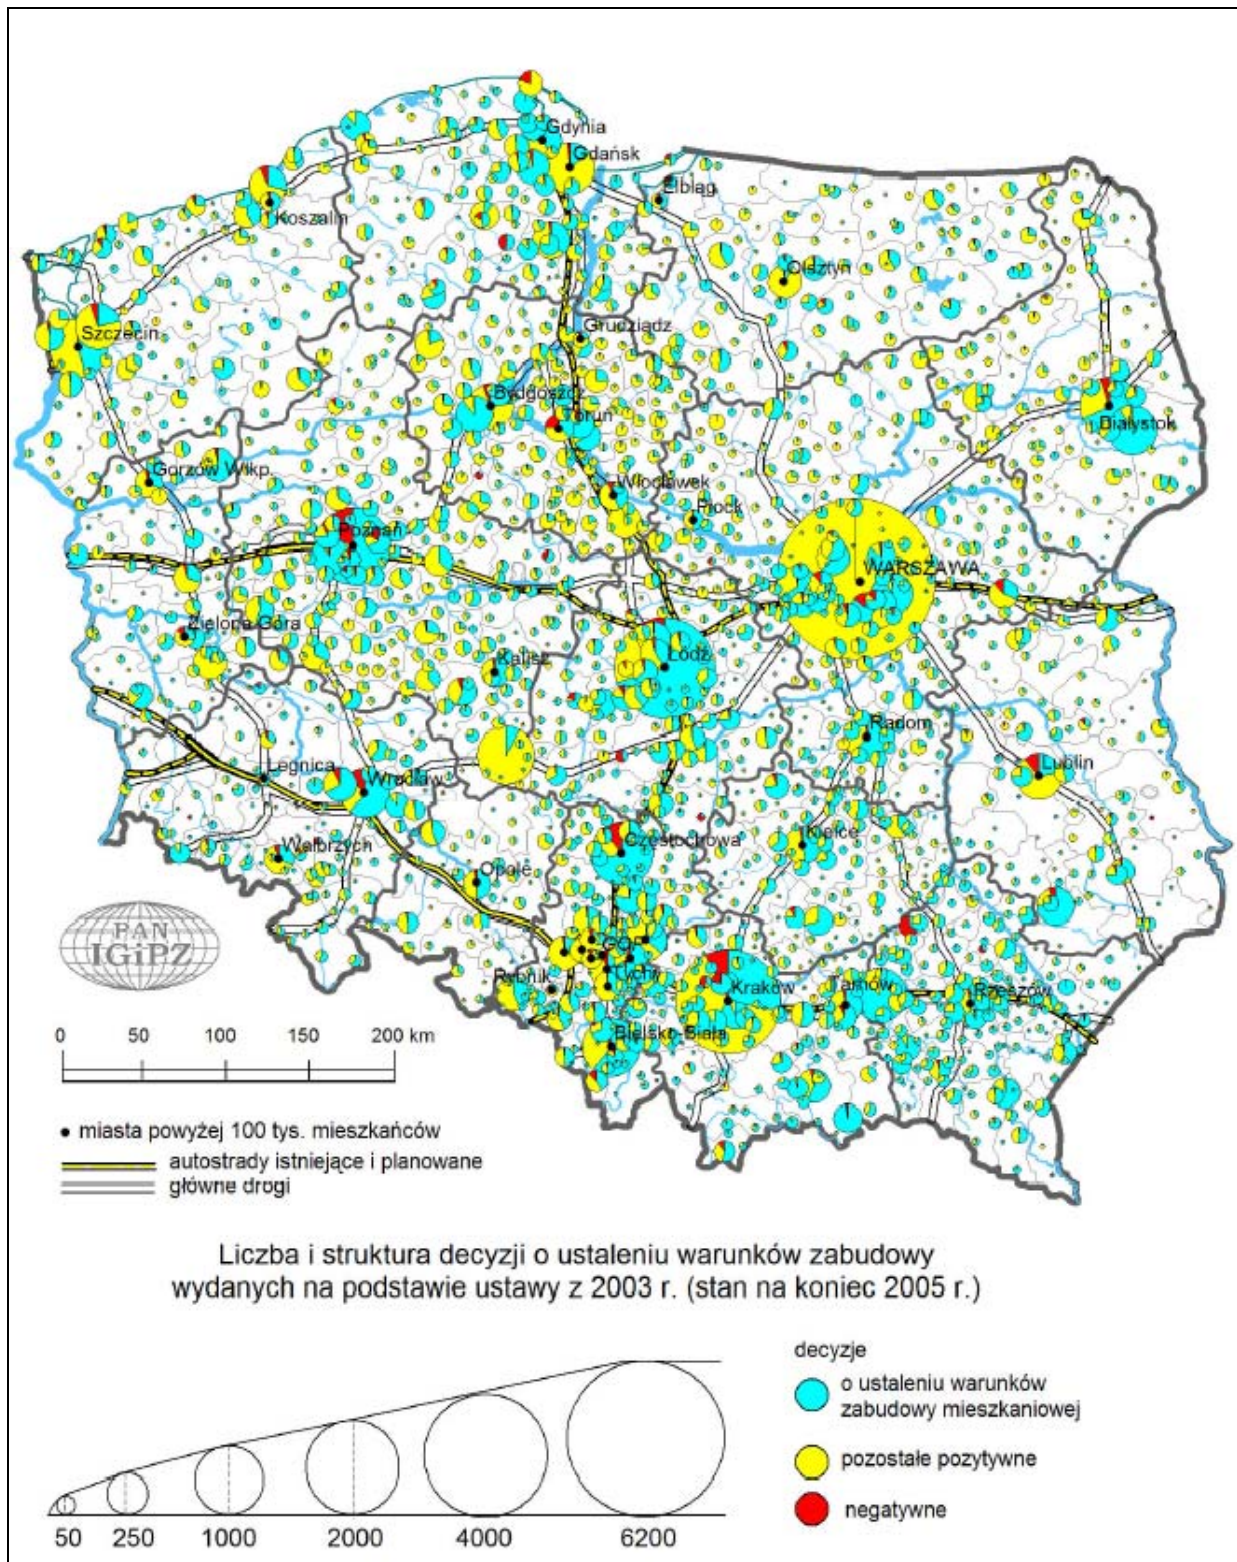 Gdynia
Gdańsk
Elbląg
Koszalin
Olsztyn
Szczecin
Grudziądz
Bydgoszcz
Toruń
Białystok
Gorzów Wlkp.
Włocławek
Płock
Poznań
WARSZAWA
Zielona Góra
Kalisz
Łódź
Radom
Legnica
Wrocław
Lublin
Wałbrzych
Częstochowa
Kielce
Opole
PAN
IGiPZ
GOP
Rybnik
Tychy
Kraków
Tarnów
Rzeszów
Bielsko-Biała
0 50 100 150 200 km
miasta powyżej 100 tys. mieszkańców
autostrady istniejące i planowane
główne drogi
Liczba i struktura decyzji o ustaleniu warunków zabudowy
wydanych na podstawie ustawy z 2003 r. (stan na koniec 2005 r.)
decyzje
o ustaleniu warunków
zabudowy mieszkaniowej
pozostałe pozytywne
negatywne
50 250 1000 2000 4000 6200